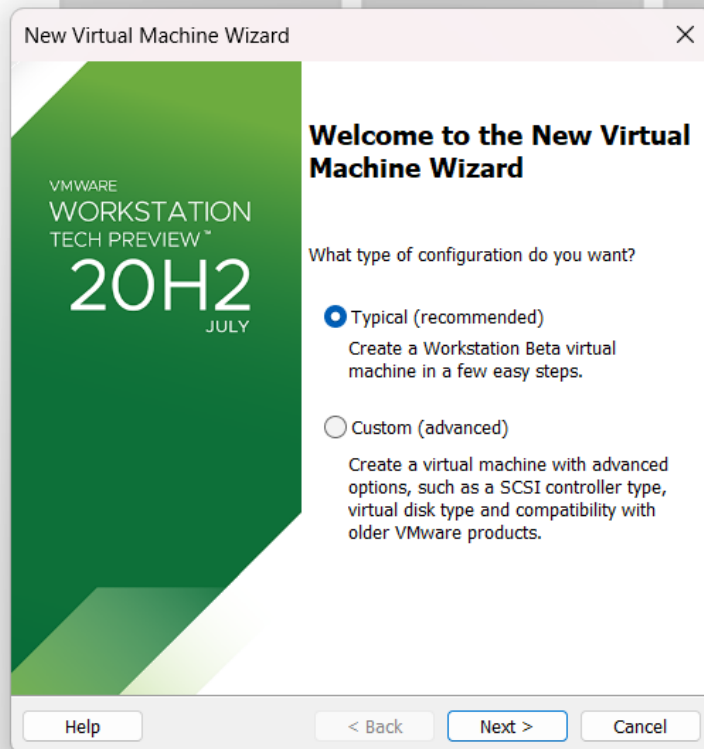 New Virtual Machine Wizard
VMWARE
WORKSTATION
TECH PREVIEW™
20H2
JULY
Welcome to the New Virtual
Machine Wizard
What type of configuration do you want?
Typical (recommended)
Create a Workstation Beta virtual
machine in a few easy steps.
Custom (advanced)
Create a virtual machine with advanced
options, such as a SCSI controller type,
virtual disk type and compatibility with
older VMware products.
Help
< Back
Next >
Cancel